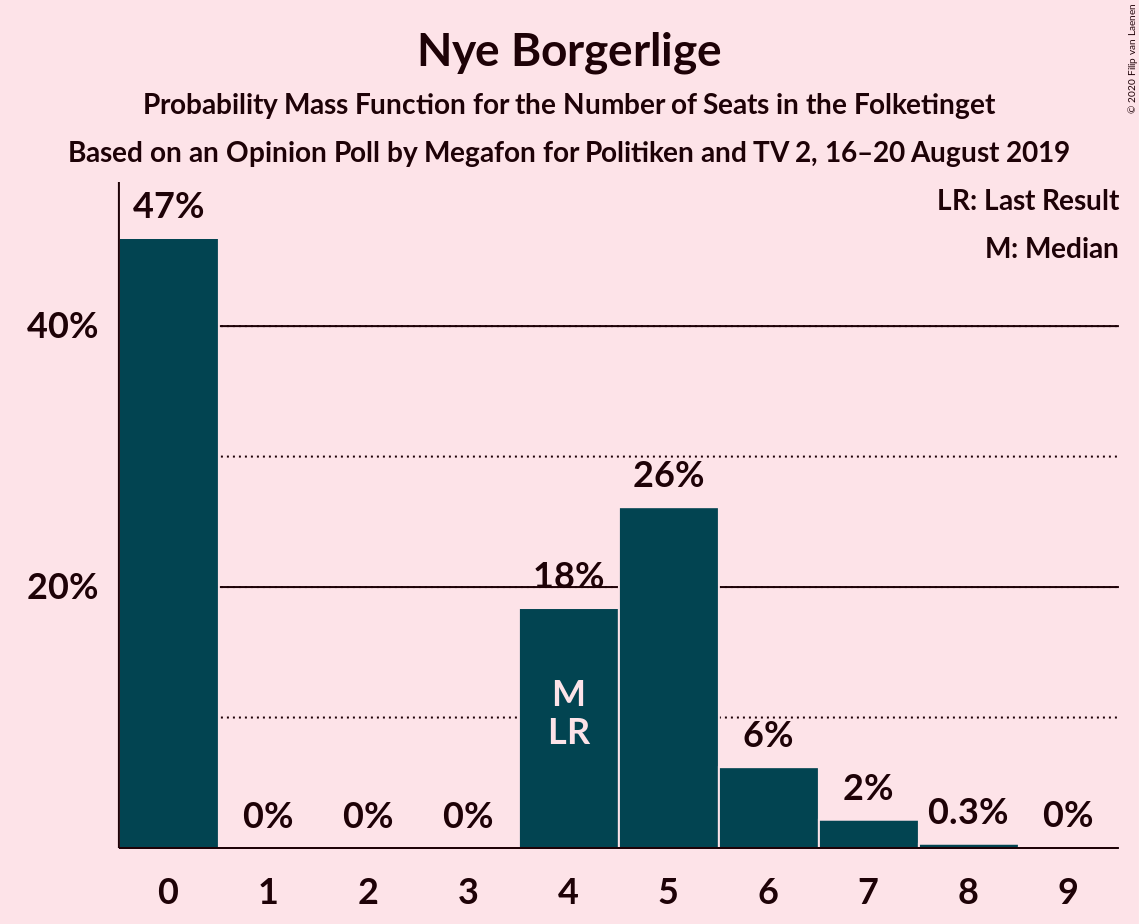 Nye Borgerlige
Probability Mass Function for the Number of Seats in the Folketinget
Based on an Opinion Poll by Megafon for Politiken and TV 2, 16–20 August 2019
© 2020 Filip van Laenen
LR: Last Result
M: Median
47%
40%
26%
18%
20%
M
LR
6%
2%
0%
0%
0%
0.3%
0%
0 1 2 3 4 5 6 7 8 9